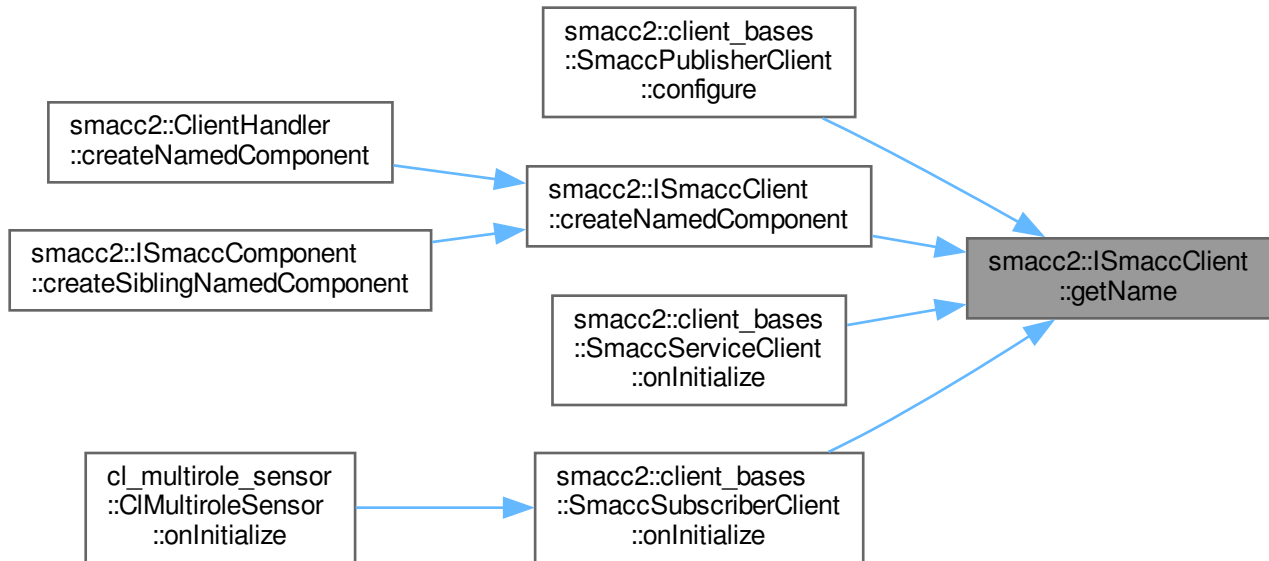 smacc2::client_bases
::SmaccPublisherClient
::configure
smacc2::ClientHandler
::createNamedComponent
smacc2::ISmaccClient
::createNamedComponent
smacc2::ISmaccComponent
::createSiblingNamedComponent
smacc2::ISmaccClient
::getName
smacc2::client_bases
::SmaccServiceClient
::onInitialize
cl_multirole_sensor
::ClMultiroleSensor
::onInitialize
smacc2::client_bases
::SmaccSubscriberClient
::onInitialize